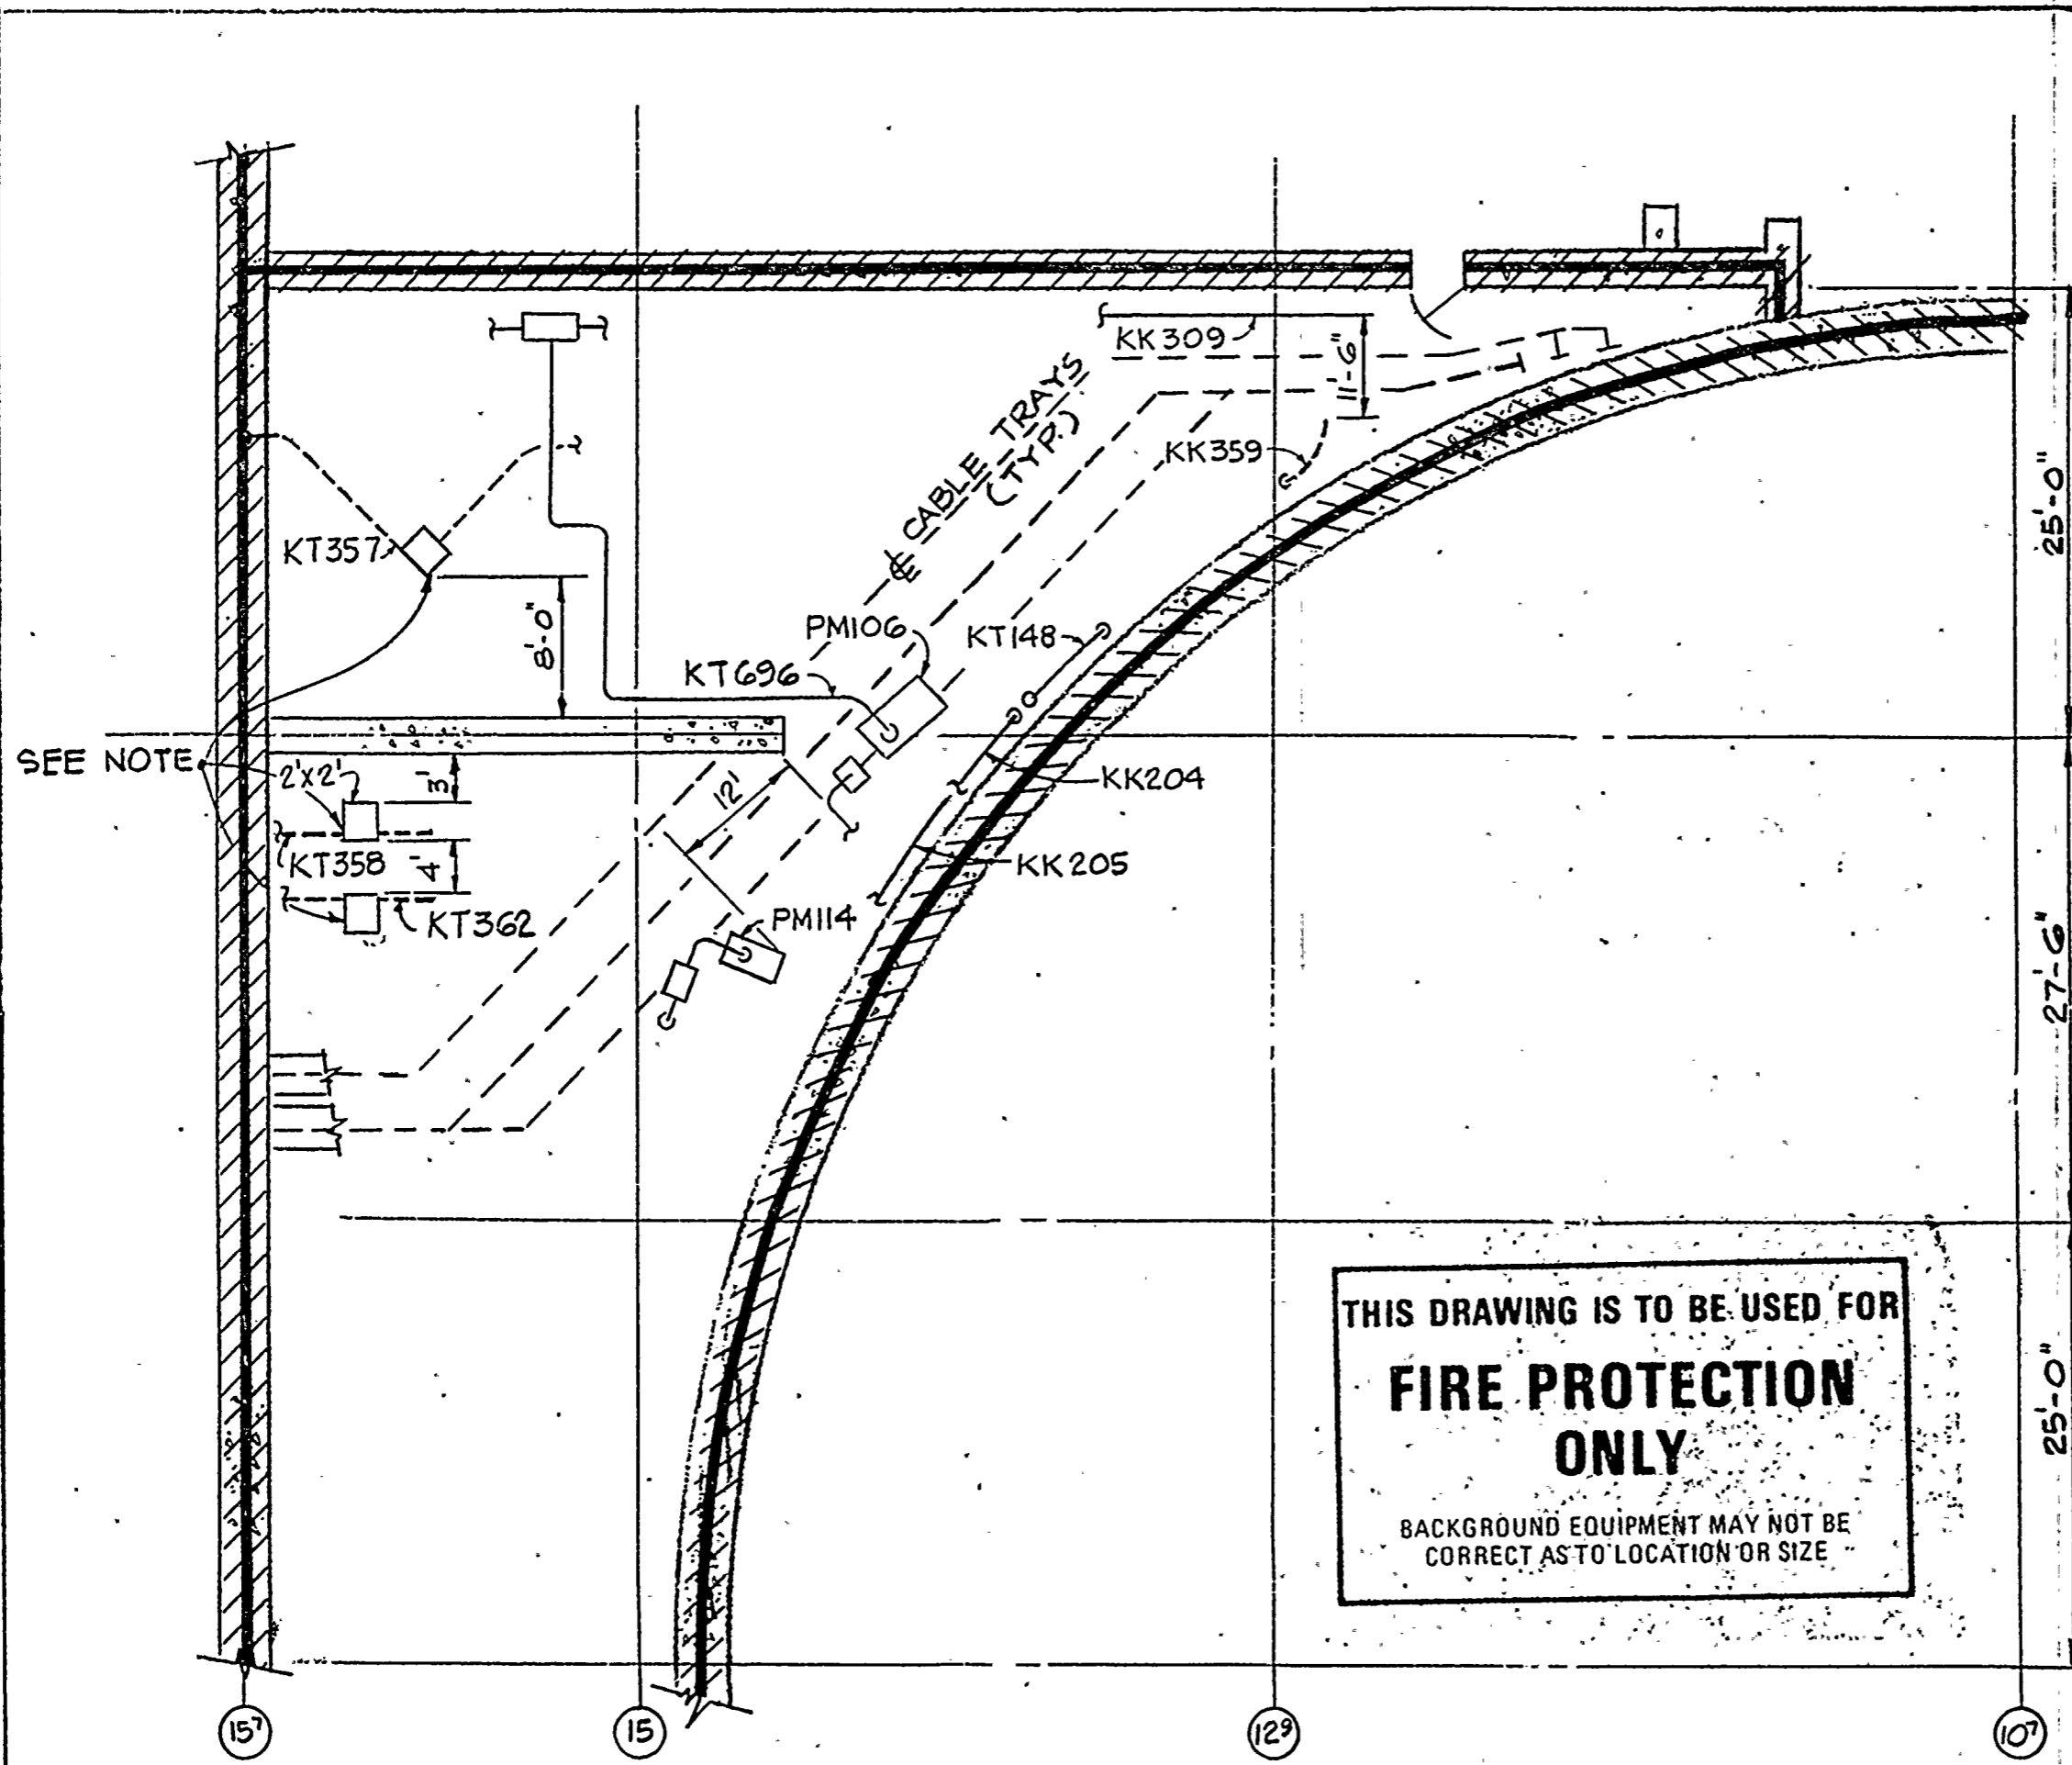 KK309
11'-6"
℄ CABLE TRAYS
(TYP.)
KK359
25'-0"
KT357
8'-0"
PM106
KT148
KT696
SEE NOTE
2'X2'
3'
12'
KK204
KT358
4'
KK205
KT362
PM114
27'-6"
THIS DRAWING IS TO BE USED FOR
FIRE PROTECTION
ONLY
BACKGROUND EQUIPMENT MAY NOT BE
CORRECT AS TO LOCATION OR SIZE
25'-0"
15⁷
15
12⁹
10⁷